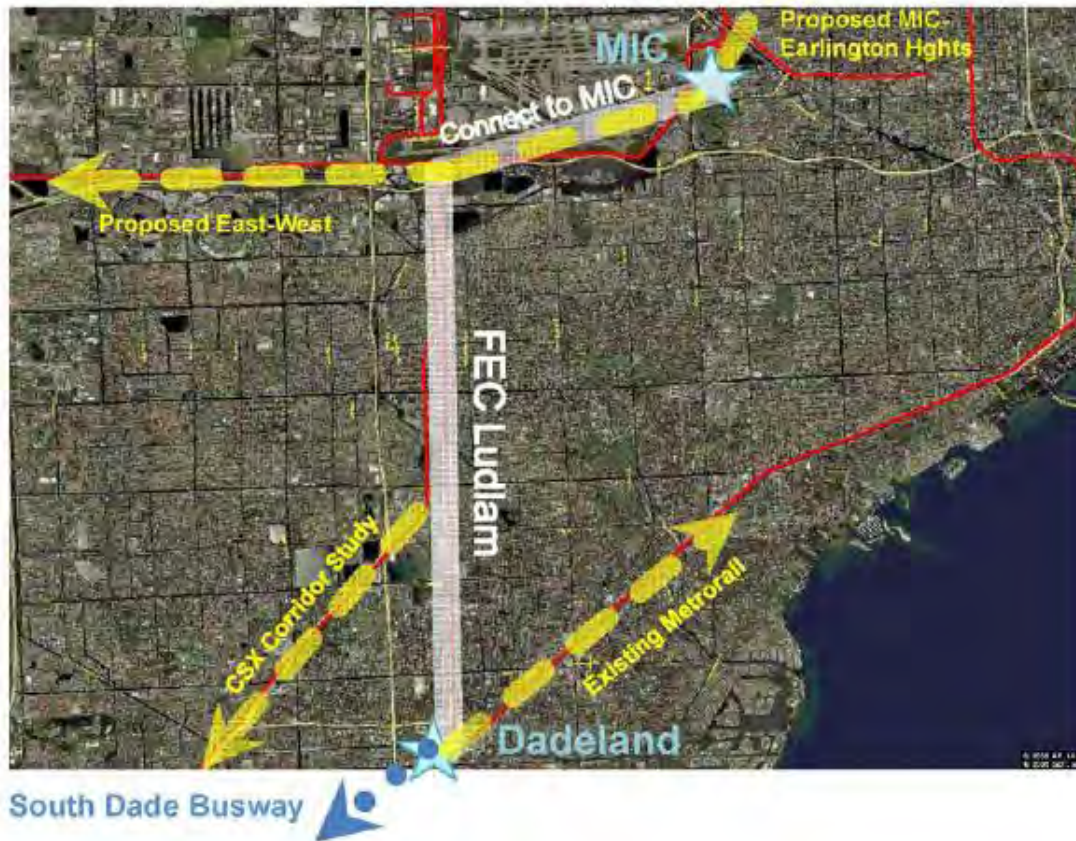 Proposed MIC-
Earlington Hghts
MIC
Connect to MIC
Proposed East-West
FEC Ludlam
CSX Corridor Study
Existing Metrorail
Dadeland
South Dade Busway